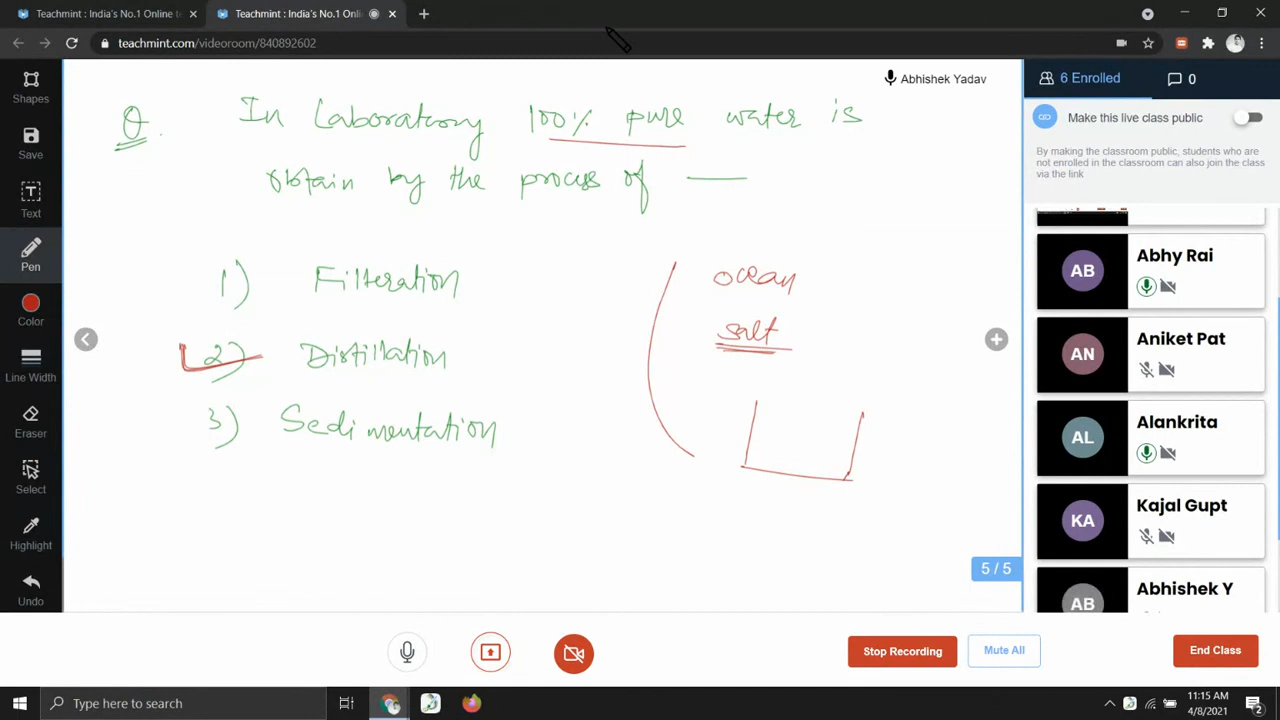 Teachmint: India's No.1 Online t
Teachmint: India's No.1 Onli
teachmint.com/videoroom/840892602
Shapes
Save
Text
Pen
Color
Line Width
Eraser
Select
Highlight
Undo
Abhishek Yadav
Q. In Laboratory 100% pure water is
obtain by the process of ___
1) Filteration
2) Distillation
3) Sedimentation
ocean
salt
5 / 5
6 Enrolled
0
Make this live class public
By making the classroom public, students who are
not enrolled in the classroom can also join the class
via the link
AB Abhy Rai
AN Aniket Pat
AL Alankrita
KA Kajal Gupt
AB Abhishek Y
Stop Recording
Mute All
End Class
Type here to search
11:15 AM
4/8/2021
2